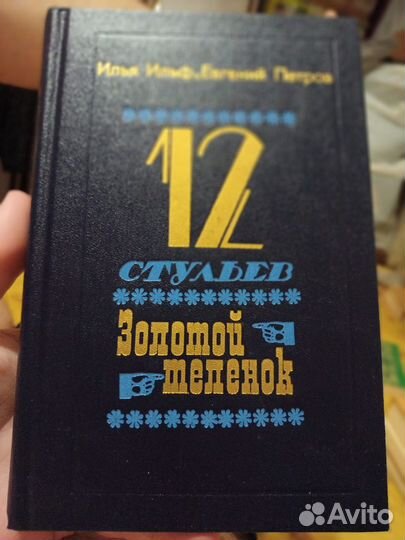 Илья Ильф. Евгений Петров
12
СТУЛЬЕВ
Золотой
теленок
Avito